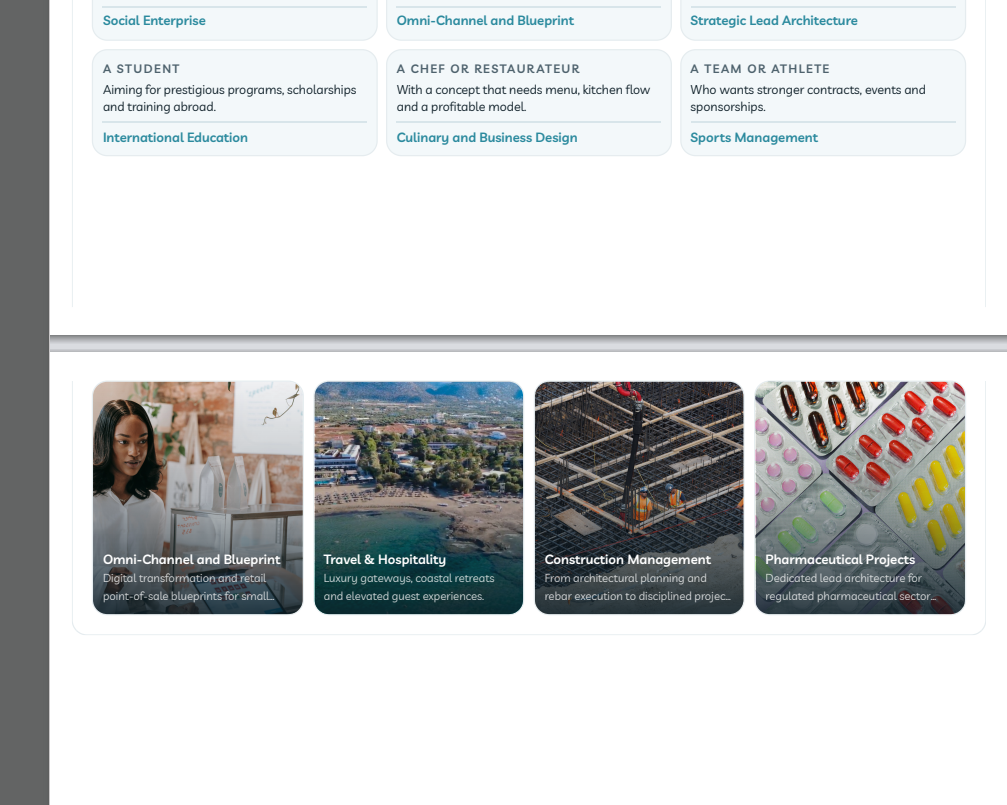 Social Enterprise
Omni-Channel and Blueprint
Strategic Lead Architecture
A STUDENT
Aiming for prestigious programs, scholarships
and training abroad.
International Education
A CHEF OR RESTAURATEUR
With a concept that needs menu, kitchen flow
and a profitable model.
Culinary and Business Design
A TEAM OR ATHLETE
Who wants stronger contracts, events and
sponsorships.
Sports Management
Omni-Channel and Blueprint
Digital transformation and retail
point-of-sale blueprints for small...
Travel & Hospitality
Luxury gateways, coastal retreats
and elevated guest experiences.
Construction Management
From architectural planning and
rebar execution to disciplined projec...
Pharmaceutical Projects
Dedicated lead architecture for
regulated pharmaceutical sector...